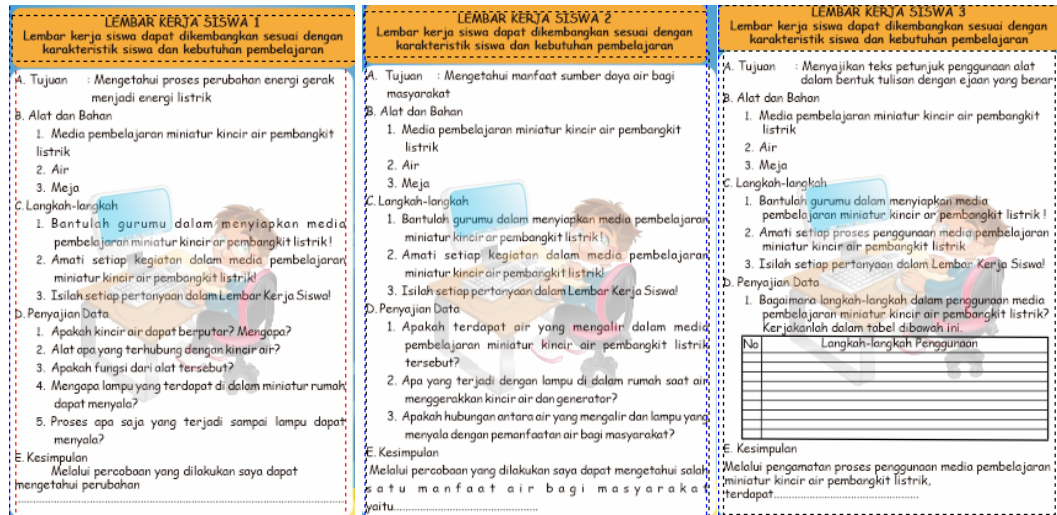 LEMBAR KERJA SISWA 1
Lembar kerja siswa dapat dikembangkan sesuai dengan
karakteristik siswa dan kebutuhan pembelajaran
A. Tujuan : Mengetahui proses perubahan energi gerak
menjadi energi listrik
B. Alat dan Bahan
1. Media pembelajaran miniatur kincir air pembangkit
listrik
2. Air
3. Meja
C. Langkah-langkah
1. Bantulah gurumu dalam menyiapkan media
pembelajaran miniatur kincir ar pembangkit listrik !
2. Amati setiap kegiatan dalam media pembelajaran
miniatur kincir air pembangkit listrik!
3. Isilah setiap pertanyaan dalam Lembar Kerja Siswa!
D. Penyajian Data
1. Apakah kincir air dapat berputar? Mengapa?
2. Alat apa yang terhubung dengan kincir air?
3. Apakah fungsi dari alat tersebut?
4. Mengapa lampu yang terdapat di dalam miniatur rumah
dapat menyala?
5. Proses apa saja yang terjadi sampai lampu dapat
menyala?
E. Kesimpulan
Melalui percobaan yang dilakukan saya dapat
mengetahui perubahan
........................................................................................................
LEMBAR KERJA SISWA 2
Lembar kerja siswa dapat dikembangkan sesuai dengan
karakteristik siswa dan kebutuhan pembelajaran
A. Tujuan : Mengetahui manfaat sumber daya air bagi
masyarakat
B. Alat dan Bahan
1. Media pembelajaran miniatur kincir air pembangkit
listrik
2. Air
3. Meja
C. Langkah-langkah
1. Bantulah gurumu dalam menyiapkan media pembelajaran
miniatur kincir ar pembangkit listrik !
2. Amati setiap kegiatan dalam media pembelajaran
miniatur kincir air pembangkit listrik!
3. Isilah setiap pertanyaan dalam Lembar Kerja Siswa!
D. Penyajian Data
1. Apakah terdapat air yang mengalir dalam media
pembelajaran miniatur kincir air pembangkit listrik
tersebut?
2. Apa yang terjadi dengan lampu di dalam rumah saat air
menggerakkan kincir air dan generator?
3. Apakah hubungan antara air yang mengalir dan lampu yang
menyala dengan pemanfaatan air bagi masyarakat?
E. Kesimpulan
Melalui percobaan yang dilakukan saya dapat mengetahui salah
satu manfaat air bagi masyarakat
yaitu..................................................
LEMBAR KERJA SISWA 3
Lembar kerja siswa dapat dikembangkan sesuai dengan
karakteristik siswa dan kebutuhan pembelajaran
A. Tujuan : Menyajikan teks petunjuk penggunaan alat
dalam bentuk tulisan dengan ejaan yang benar
B. Alat dan Bahan
1. Media pembelajaran miniatur kincir air pembangkit
listrik
2. Air
3. Meja
C. Langkah-langkah
1. Bantulah gurumu dalam menyiapkan media
pembelajaran miniatur kincir ar pembangkit listrik !
2. Amati setiap proses penggunaan media pembelajaran
miniatur kincir air pembangkit listrik
3. Isilah setiap pertanyaan dalam Lembar Kerja Siswa!
D. Penyajian Data
1. Bagaimana langkah-langkah dalam penggunaan media
pembelajaran miniatur kincir air pembangkit listrik?
Kerjakanlah dalam tabel dibawah ini.
No Langkah-langkah Penggunaan
E. Kesimpulan
Melalui pengamatan proses penggunaan media pembelajaran
miniatur kincir air pembangkit listrik,
terdapat..................................................